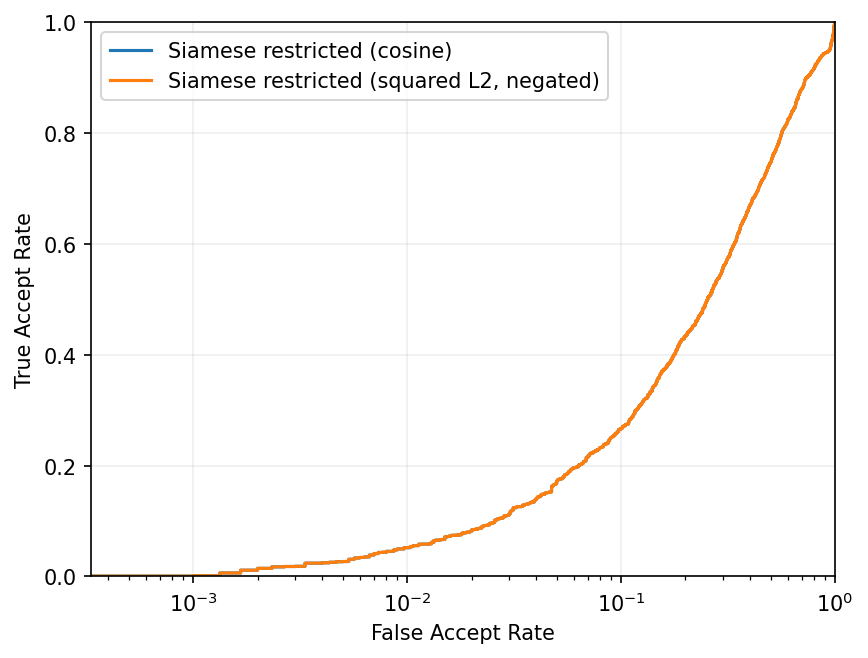 Siamese restricted (cosine)
Siamese restricted (squared L2, negated)
1.0
0.8
0.6
0.4
0.2
0.0
True Accept Rate
10⁻³
10⁻²
10⁻¹
10⁰
False Accept Rate